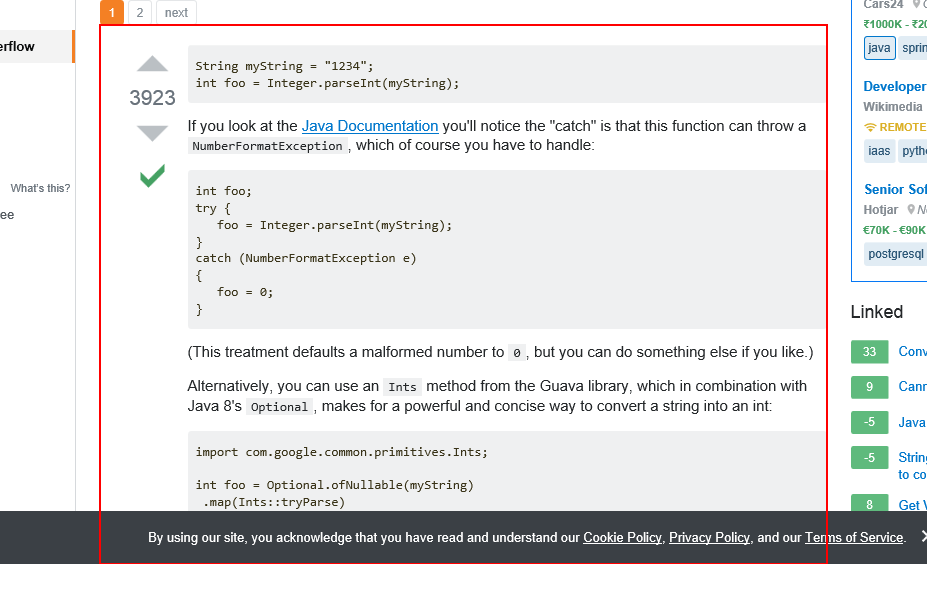 1 2 next
erflow
What's this?
ee
3923
String myString = "1234";
int foo = Integer.parseInt(myString);
If you look at the Java Documentation you'll notice the "catch" is that this function can throw a
NumberFormatException, which of course you have to handle:
int foo;
try {
   foo = Integer.parseInt(myString);
}
catch (NumberFormatException e)
{
   foo = 0;
}
(This treatment defaults a malformed number to 0, but you can do something else if you like.)
Alternatively, you can use an Ints method from the Guava library, which in combination with
Java 8's Optional, makes for a powerful and concise way to convert a string into an int:
import com.google.common.primitives.Ints;
int foo = Optional.ofNullable(myString)
 .map(Ints::tryParse)
Cars24
₹1000K - ₹20
java sprin
Developer
Wikimedia
REMOTE
iaas pyth
Senior Sof
Hotjar
€70K - €90K
postgresql
Linked
33 Conv
9 Cann
-5 Java
-5 String
to co
8 Get V
By using our site, you acknowledge that you have read and understand our Cookie Policy, Privacy Policy, and our Terms of Service.